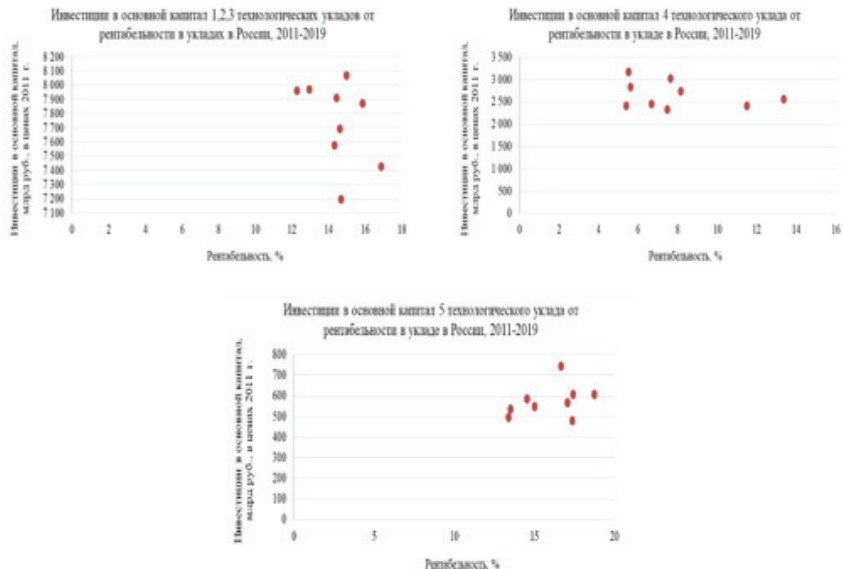 Инвестиции в основной капитал 1,2,3 технологических укладов от
рентабельности в укладах в России, 2011-2019
Инвестиции в основной капитал,
млрд руб., в ценах 2011 г.
8 200
8 100
8 000
7 900
7 800
7 700
7 600
7 500
7 400
7 300
7 200
7 100
0 2 4 6 8 10 12 14 16 18
Рентабельность, %
Инвестиции в основной капитал 4 технологического уклада от
рентабельности в укладе в России, 2011-2019
Инвестиции в основной капитал,
млрд руб., в ценах 2011 г.
3 500
3 000
2 500
2 000
1 500
1 000
500
0
0 2 4 6 8 10 12 14 16
Рентабельность, %
Инвестиции в основной капитал 5 технологического уклада от
рентабельности в укладе в России, 2011-2019
Инвестиции в основной капитал,
млрд руб., в ценах 2011 г.
800
700
600
500
400
300
200
100
0
0 5 10 15 20
Рентабельность, %